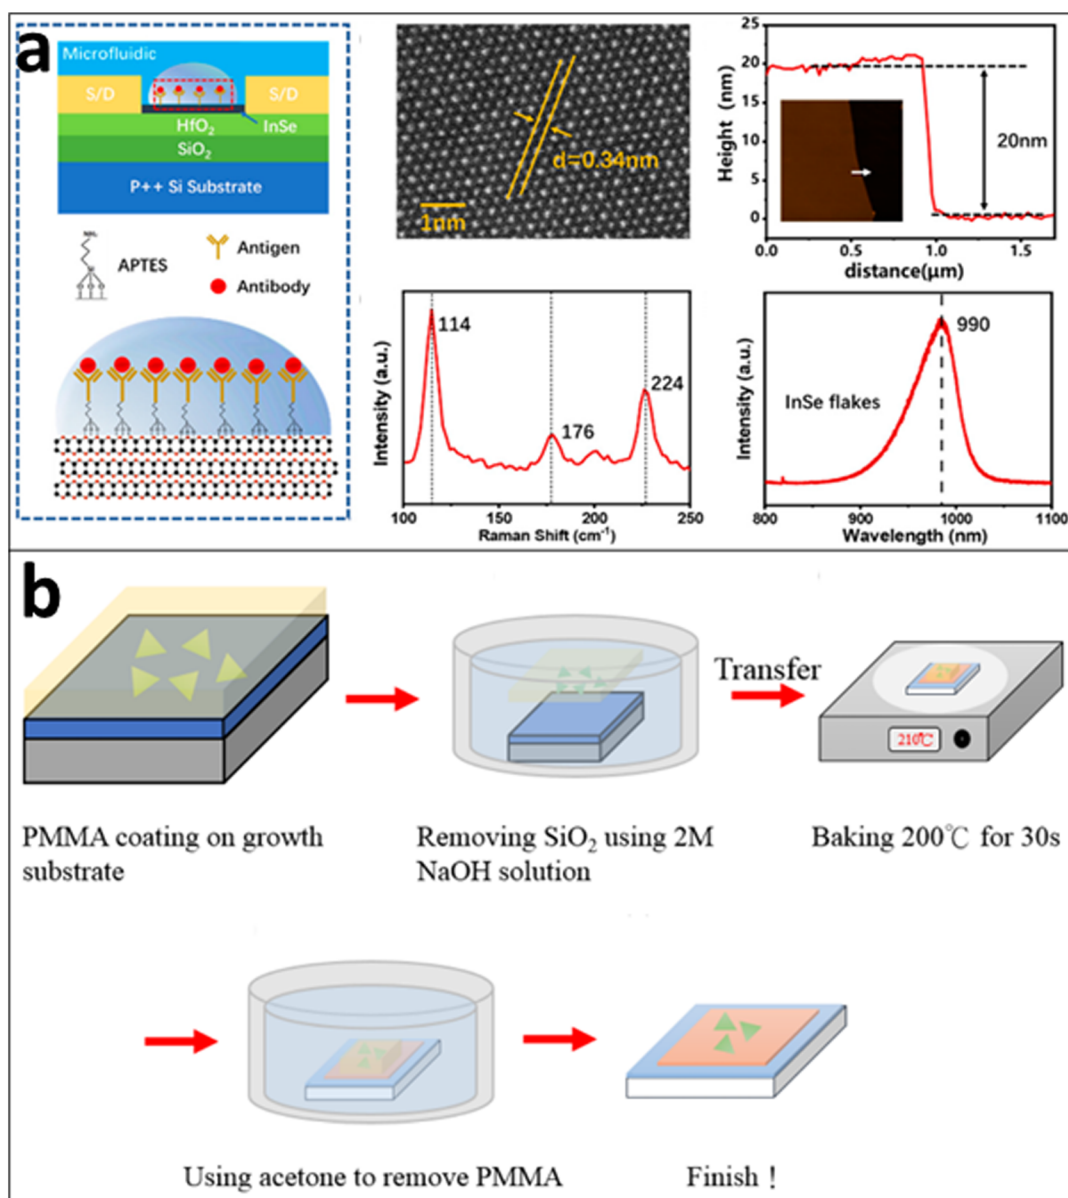 a
Microfluidic
S/D
S/D
HfO₂
InSe
SiO₂
P++ Si Substrate
NH₂
APTES
Antigen
Antibody
d=0.34nm
1nm
Height (nm)
25
20
15
10
5
0
20nm
0.0 0.5 1.0 1.5
distance(μm)
Intensity (a.u.)
114
176
224
100 150 200 250
Raman Shift (cm⁻¹)
Intensity (a.u.)
990
InSe flakes
800 900 1000 1100
Wavelength (nm)
b
Transfer
210℃
PMMA coating on growth
substrate
Removing SiO₂ using 2M
NaOH solution
Baking 200℃ for 30s
Using acetone to remove PMMA
Finish !